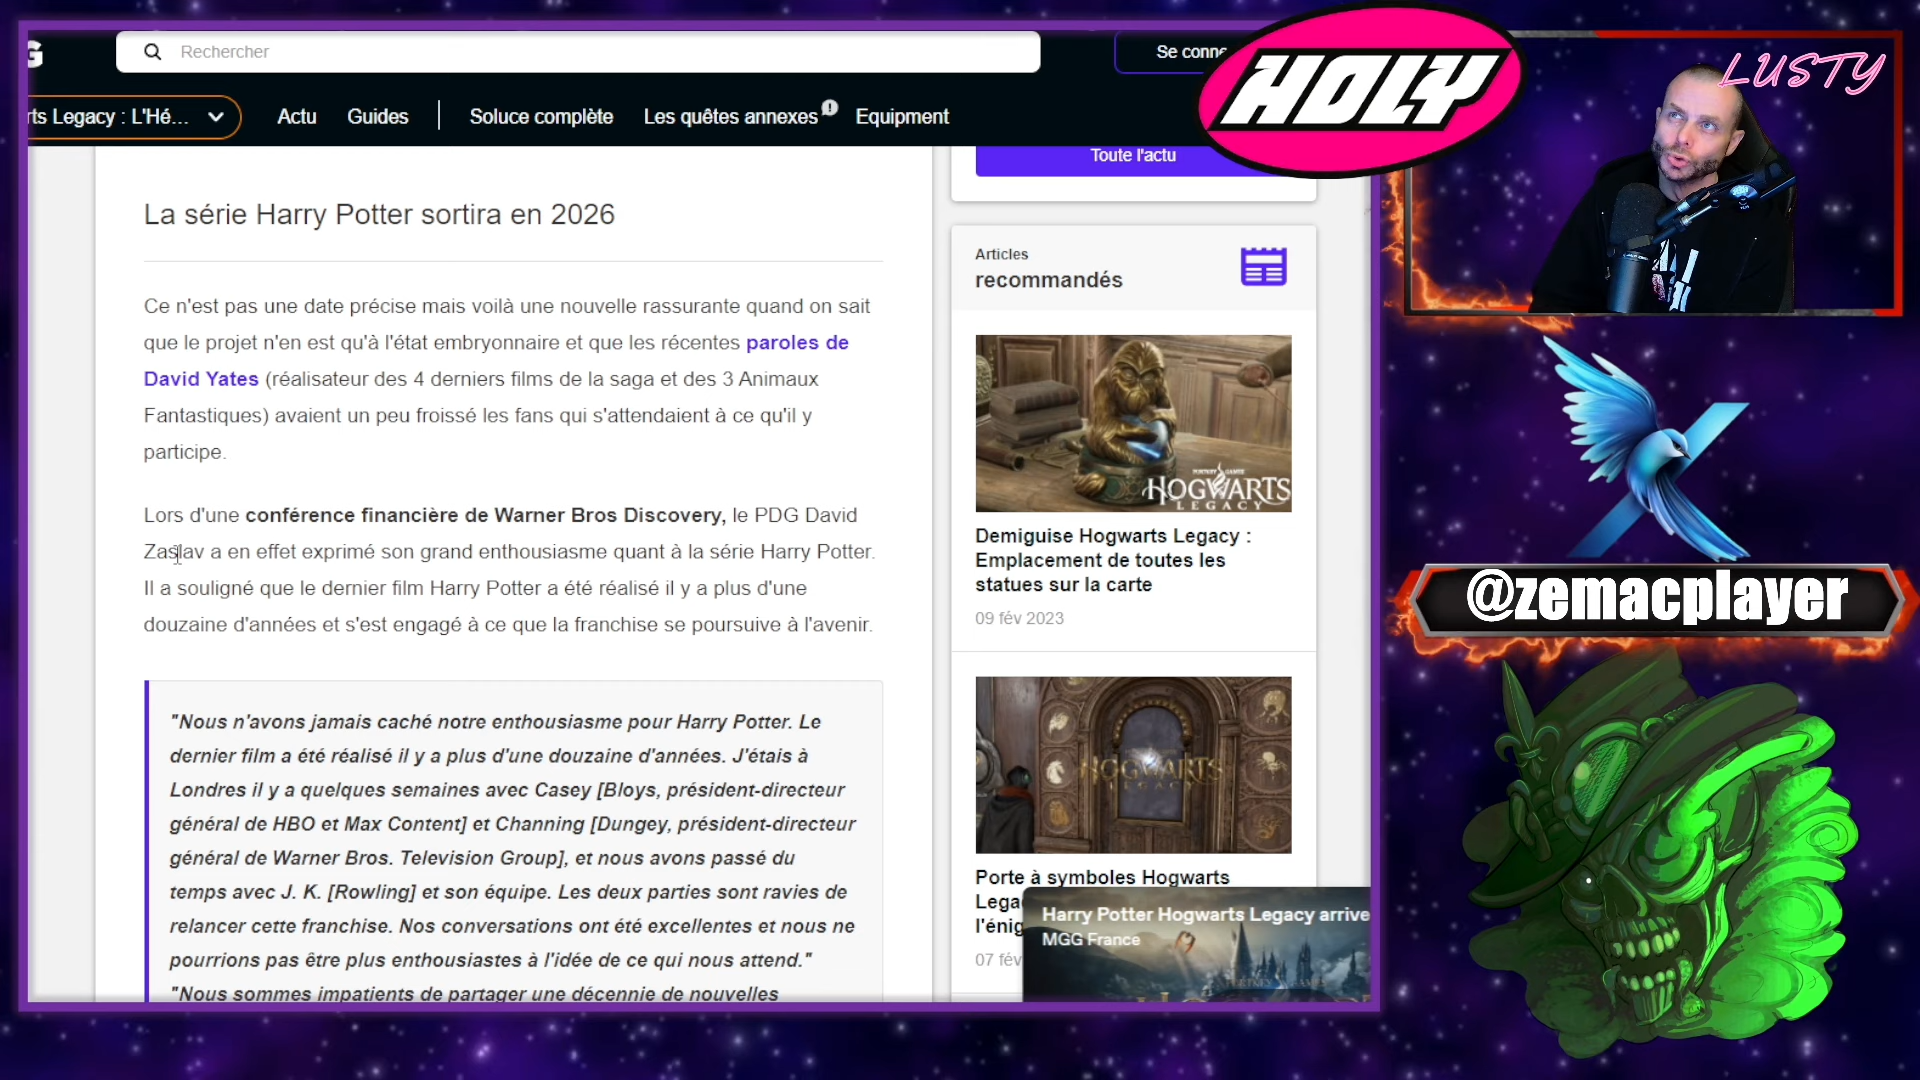 G
Rechercher
Se conne
HOLY
LUSTY
rts Legacy : L'Hé...
Actu
Guides
Soluce complète
Les quêtes annexes
Equipment
Toute l'actu
La série Harry Potter sortira en 2026
Ce n'est pas une date précise mais voilà une nouvelle rassurante quand on sait
que le projet n'en est qu'à l'état embryonnaire et que les récentes paroles de
David Yates (réalisateur des 4 derniers films de la saga et des 3 Animaux
Fantastiques) avaient un peu froissé les fans qui s'attendaient à ce qu'il y
participe.
Lors d'une conférence financière de Warner Bros Discovery, le PDG David
Zaslav a en effet exprimé son grand enthousiasme quant à la série Harry Potter.
Il a souligné que le dernier film Harry Potter a été réalisé il y a plus d'une
douzaine d'années et s'est engagé à ce que la franchise se poursuive à l'avenir.
"Nous n'avons jamais caché notre enthousiasme pour Harry Potter. Le
dernier film a été réalisé il y a plus d'une douzaine d'années. J'étais à
Londres il y a quelques semaines avec Casey [Bloys, président-directeur
général de HBO et Max Content] et Channing [Dungey, président-directeur
général de Warner Bros. Television Group], et nous avons passé du
temps avec J. K. [Rowling] et son équipe. Les deux parties sont ravies de
relancer cette franchise. Nos conversations ont été excellentes et nous ne
pourrions pas être plus enthousiastes à l'idée de ce qui nous attend."
"Nous sommes impatients de partager une décennie de nouvelles
Articles
recommandés
PORTKEY GAMES
HOGWARTS
LEGACY
Demiguise Hogwarts Legacy :
Emplacement de toutes les
statues sur la carte
09 fév 2023
HOGWARTS
LEGACY
Porte à symboles Hogwarts
Lega
l'énig
07 fév
Harry Potter Hogwarts Legacy arrive
MGG France
PORTKEY GAMES
@zemacplayer